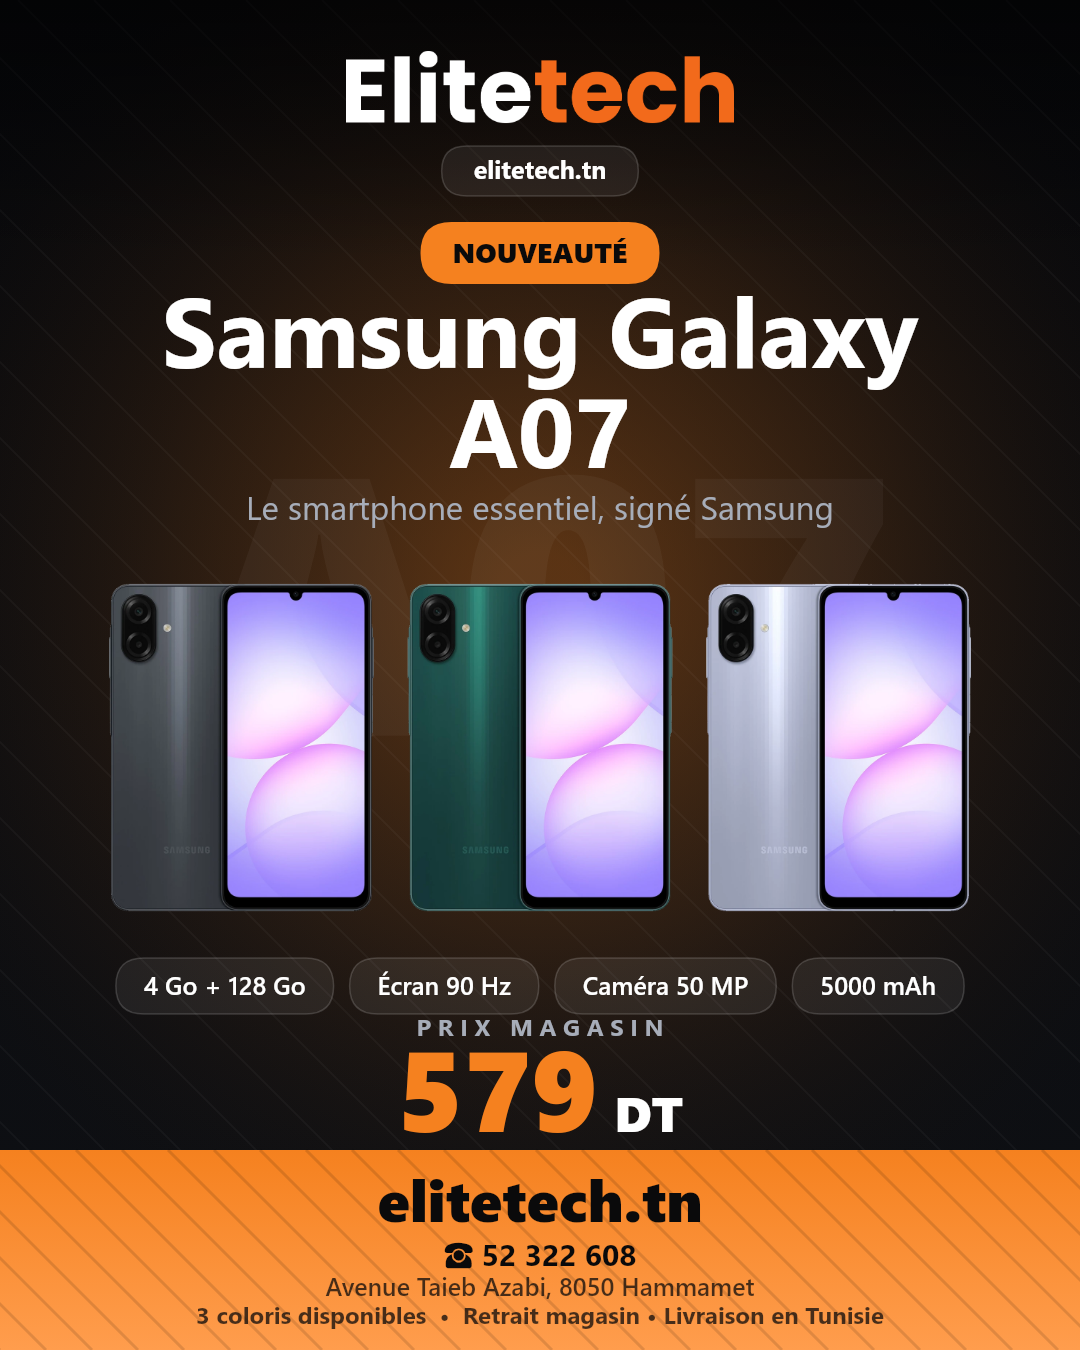 Elitetech
elitetech.tn
NOUVEAUTÉ
Samsung Galaxy
A07
Le smartphone essentiel, signé Samsung
A07
SAMSUNG
SAMSUNG
SAMSUNG
4 Go + 128 Go
Écran 90 Hz
Caméra 50 MP
5000 mAh
PRIX MAGASIN
579 DT
elitetech.tn
☎ 52 322 608
Avenue Taieb Azabi, 8050 Hammamet
3 coloris disponibles • Retrait magasin • Livraison en Tunisie